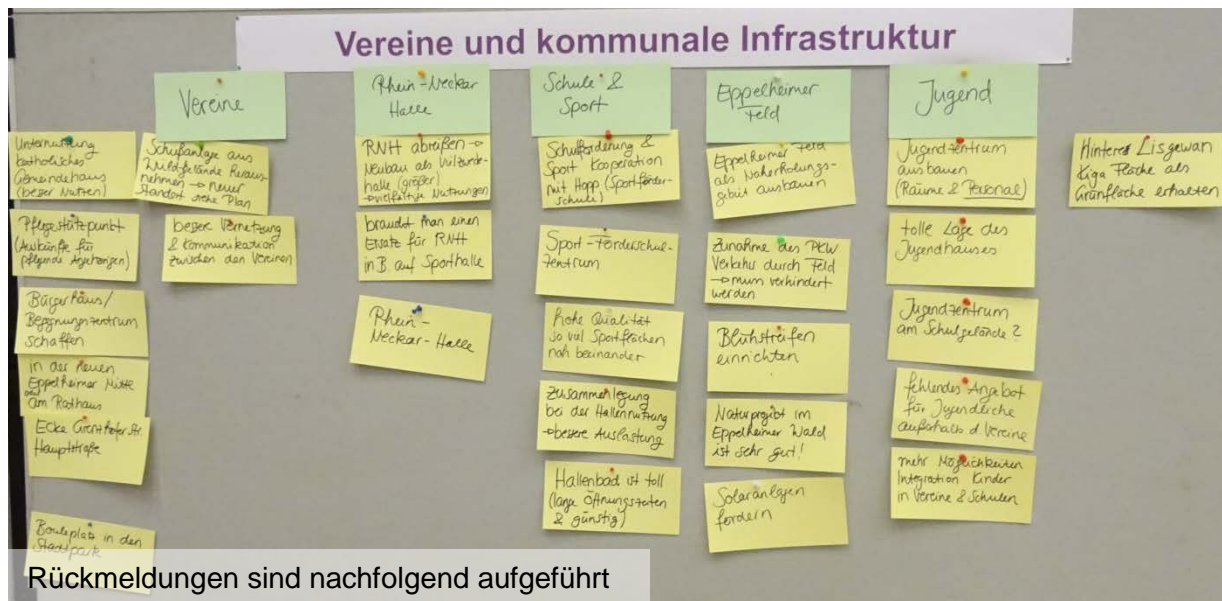 Vereine und kommunale Infrastruktur
Unternutzung
katholisches
Gemeindehaus
(besser Nutzen)
Pflegestützpunkt
(Auskünfte für
pflegende Angehörigen)
Bürgerhaus/
Begegnungszentrum
schaffen
in der neuen
Eppelheimer Mitte
am Rathaus
Ecke Grenzhöfer Str.
Hauptstraße
Bouleplatz in den
Stadtpark
Vereine
Schußanlage aus
Wildgelände heraus-
nehmen → neuer
Standort siehe Plan
bessere Vernetzung
& Kommunikation
zwischen den Vereinen
Rhein-Neckar
Halle
RNH abreißen →
Neubau als
halle (größer)
→ vielfältige Nutzungen
braucht man einen
Ersatz für RNH
in B. auf Sporthalle
Rhein-
Neckar-Halle
Schule &
Sport
Schulförderung &
Sport Kooperation
mit Hopp (Sportförder-
schule)
Sport-Förderschul-
zentrum
hohe Qualität
so viel Sportflächen
nah beinander
Zusammenlegung
bei der Hallennutzung
→ bessere Auslastung
Hallenbad ist toll
(lange Öffnungszeiten
& günstig)
Eppelheimer
Feld
Eppelheimer Feld
als Naherholungs-
gebiet ausbauen
Zunahme des PKW
Verkehr durch Feld
→ muss verhindert
werden
Blühstreifen
einrichten
Naturprojekt im
Eppelheimer Wald
ist sehr gut!
Solaranlagen
fördern
Jugend
Jugendzentrum
ausbauen
(Räume & Personal)
tolle Lage des
Jugendhauses
Jugendzentrum
am Schulgelände?
fehlendes Angebot
für Jugendliche
außerhalb d Vereine
mehr Möglichkeiten
Integration Kinder
in Vereine & Schulen
Hinteres Lisgewan
Kiga Fläche als
Grünfläche erhalten
Rückmeldungen sind nachfolgend aufgeführt